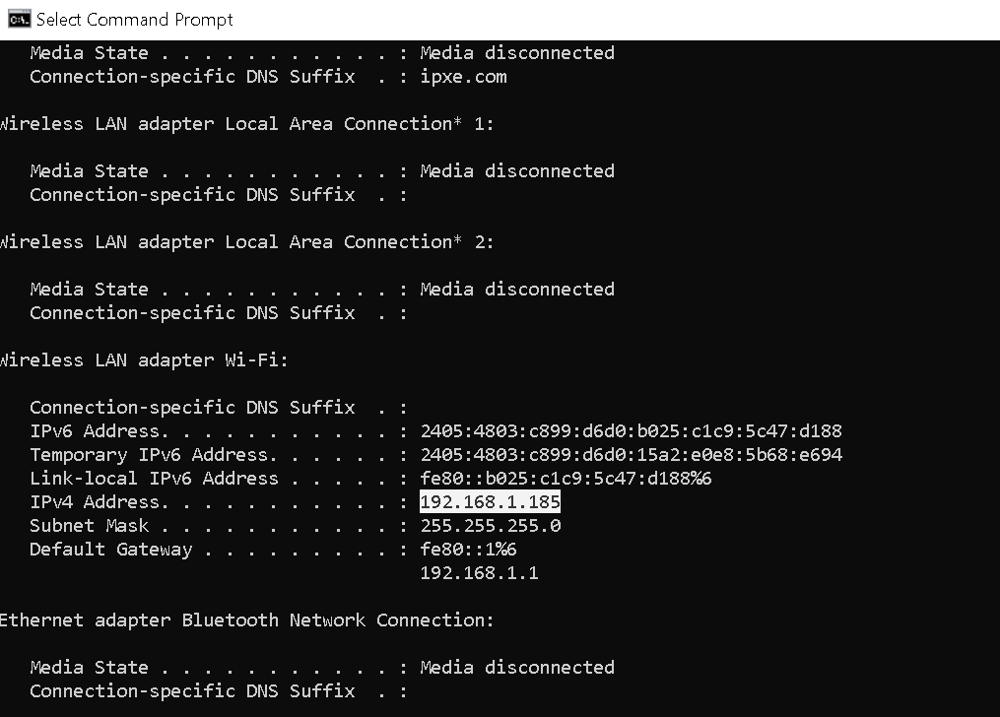 Select Command Prompt
Media State . . . . . . . . . . . : Media disconnected
Connection-specific DNS Suffix  . : ipxe.com
Wireless LAN adapter Local Area Connection* 1:
Media State . . . . . . . . . . . : Media disconnected
Connection-specific DNS Suffix  . :
Wireless LAN adapter Local Area Connection* 2:
Media State . . . . . . . . . . . : Media disconnected
Connection-specific DNS Suffix  . :
Wireless LAN adapter Wi-Fi:
Connection-specific DNS Suffix  . :
IPv6 Address. . . . . . . . . . . : 2405:4803:c899:d6d0:b025:c1c9:5c47:d188
Temporary IPv6 Address. . . . . . : 2405:4803:c899:d6d0:15a2:e0e8:5b68:e694
Link-local IPv6 Address . . . . . : fe80::b025:c1c9:5c47:d188%6
IPv4 Address. . . . . . . . . . . : 192.168.1.185
Subnet Mask . . . . . . . . . . . : 255.255.255.0
Default Gateway . . . . . . . . . : fe80::1%6
192.168.1.1
Ethernet adapter Bluetooth Network Connection:
Media State . . . . . . . . . . . : Media disconnected
Connection-specific DNS Suffix  . :